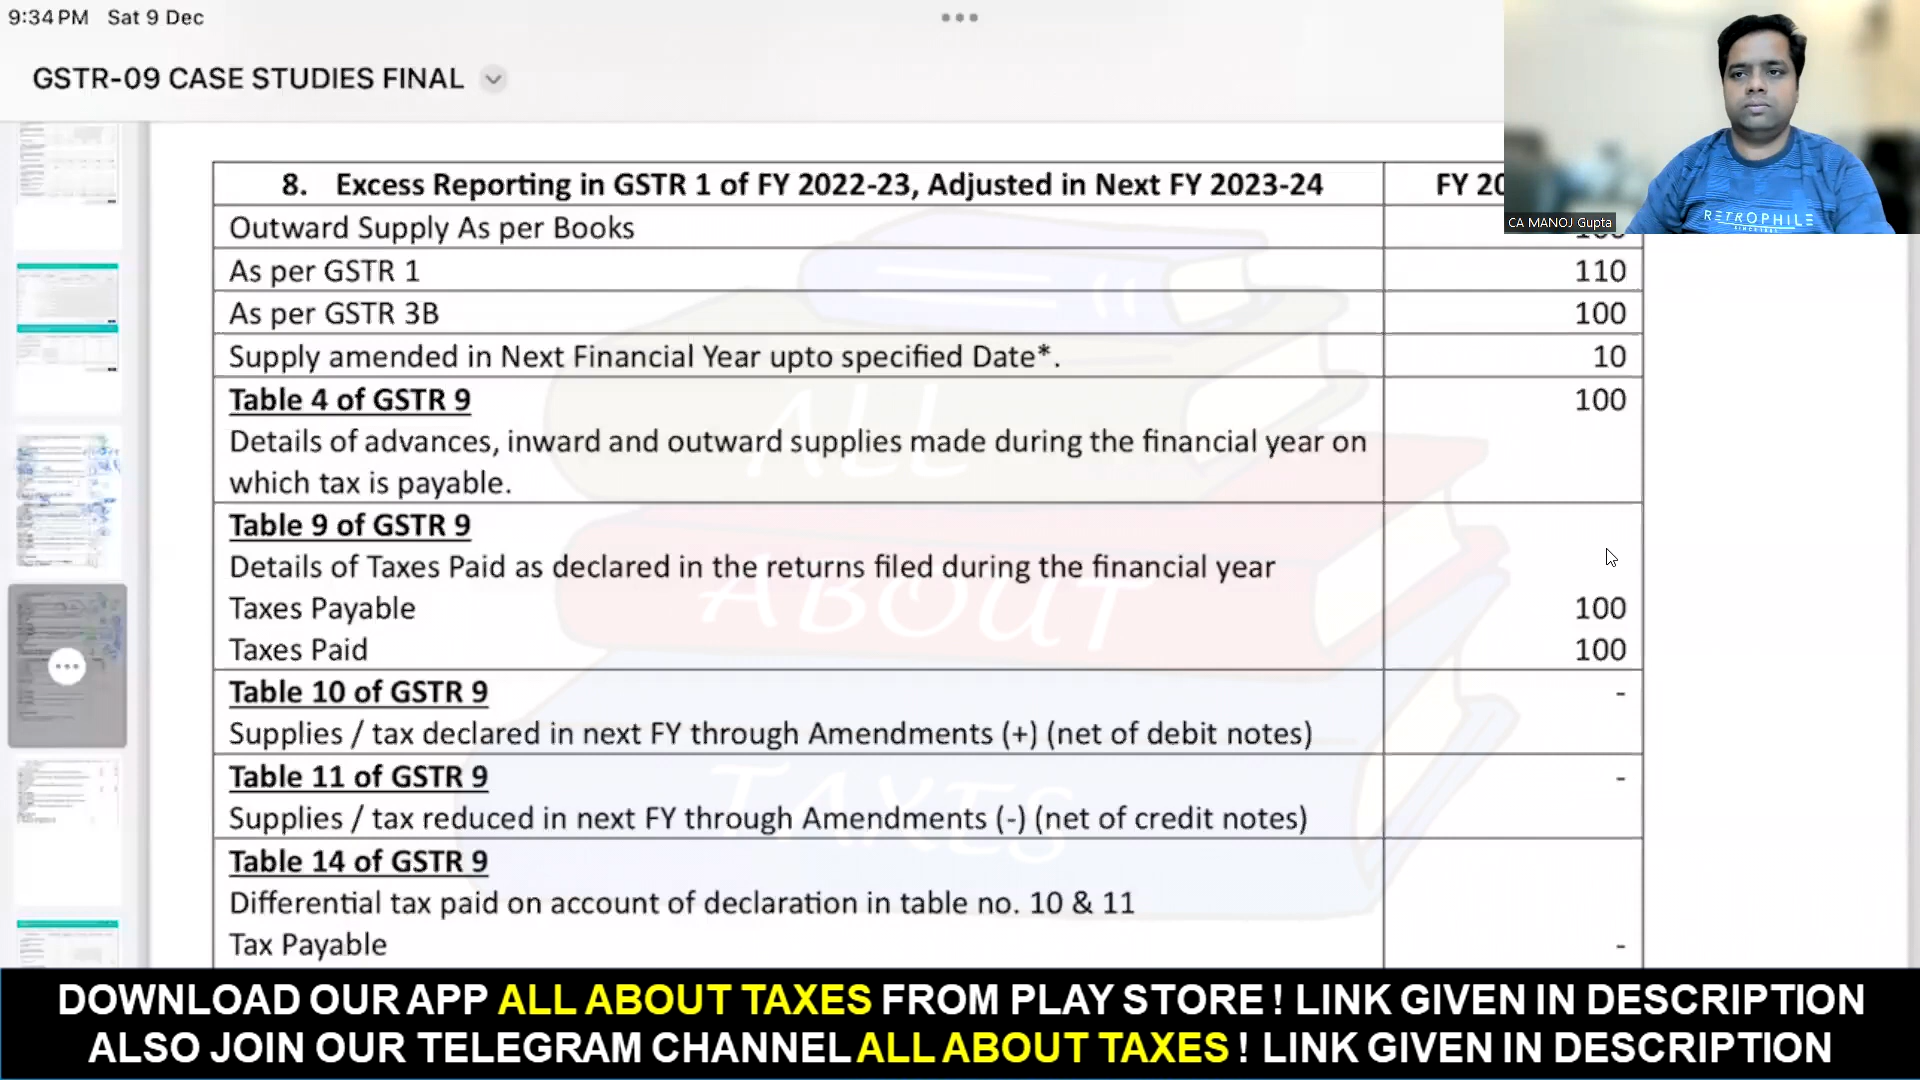 9:34 PM Sat 9 Dec
GSTR-09 CASE STUDIES FINAL
CA MANOJ Gupta
RETROPHILE
8. Excess Reporting in GSTR 1 of FY 2022-23, Adjusted in Next FY 2023-24 FY 20
Outward Supply As per Books
As per GSTR 1 110
As per GSTR 3B 100
Supply amended in Next Financial Year upto specified Date*. 10
Table 4 of GSTR 9 100
Details of advances, inward and outward supplies made during the financial year on
which tax is payable.
Table 9 of GSTR 9
Details of Taxes Paid as declared in the returns filed during the financial year
Taxes Payable 100
Taxes Paid 100
Table 10 of GSTR 9 -
Supplies / tax declared in next FY through Amendments (+) (net of debit notes)
Table 11 of GSTR 9 -
Supplies / tax reduced in next FY through Amendments (-) (net of credit notes)
Table 14 of GSTR 9
Differential tax paid on account of declaration in table no. 10 & 11
Tax Payable -
ALL
ABOUT
TAXES
DOWNLOAD OUR APP ALL ABOUT TAXES FROM PLAY STORE ! LINK GIVEN IN DESCRIPTION
ALSO JOIN OUR TELEGRAM CHANNEL ALL ABOUT TAXES ! LINK GIVEN IN DESCRIPTION